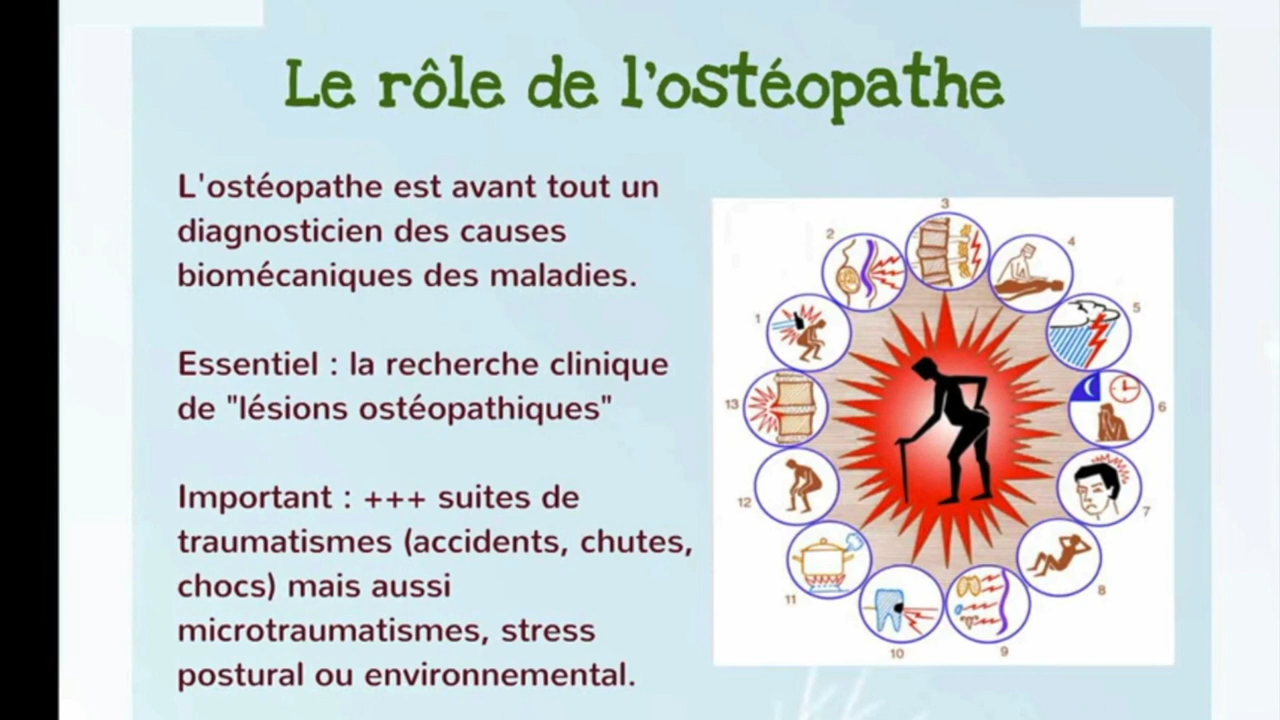 Le rôle de l'ostéopathe
L'ostéopathe est avant tout un
diagnosticien des causes
biomécaniques des maladies.
Essentiel : la recherche clinique
de "lésions ostéopathiques"
Important : +++ suites de
traumatismes (accidents, chutes,
chocs) mais aussi
microtraumatismes, stress
postural ou environnemental.
1
2
3
4
5
6
7
8
9
10
11
12
13